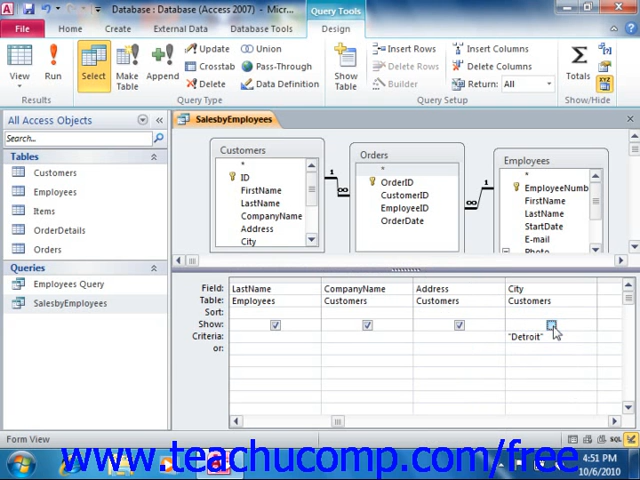 Database : Database (Access 2007) - Micr...
Query Tools
File
Home
Create
External Data
Database Tools
Design
View
Run
Results
Select
Make Table
Append
Update
Crosstab
Delete
Union
Pass-Through
Data Definition
Query Type
Show Table
Insert Rows
Delete Rows
Builder
Insert Columns
Delete Columns
Return: All
Query Setup
Totals
XYZ
Show/Hide
All Access Objects
Search...
Tables
Customers
Employees
Items
OrderDetails
Orders
Queries
Employees Query
SalesbyEmployees
SalesbyEmployees
Customers
*
ID
FirstName
LastName
CompanyName
Address
City
1
∞
Orders
*
OrderID
CustomerID
EmployeeID
OrderDate
1
∞
Employees
*
EmployeeNumb
FirstName
LastName
StartDate
E-mail
Photo
Field: LastName CompanyName Address City
Table: Employees Customers Customers Customers
Sort:
Show:
Criteria: "Detroit"
or:
Form View
SQL
www.teachucomp.com/free
4:51 PM
10/6/2010